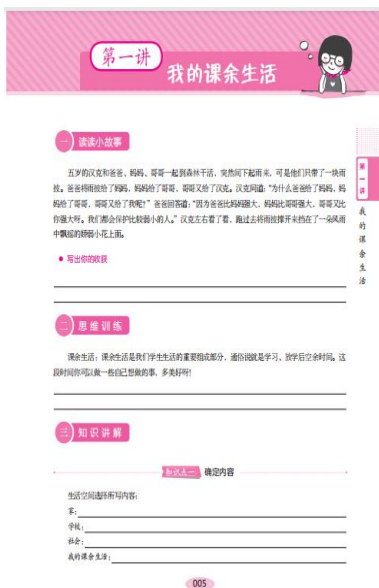 第一讲
我的课余生活
一 读读小故事
五岁的汉克和爸爸、妈妈、哥哥一起到森林干活，突然间下起雨来，可是他们只带了一块雨
披。爸爸将雨披给了妈妈，妈妈给了哥哥，哥哥又给了汉克。汉克问道：“为什么爸爸给了妈妈，妈
妈给了哥哥，哥哥又给了我呢？”爸爸回答道：“因为爸爸比妈妈强大，妈妈比哥哥强大，哥哥又比
你强大呀。我们都会保护比较弱小的人。”汉克左右看了看，跑过去将雨披撑开来挡在了一朵风雨
中飘摇的娇弱小花上面。
● 写出你的收获
二 思维训练
课余生活：课余生活是我们学生生活的重要组成部分，通俗说就是学习、放学后空余时间。这
段时间你可以做一些自己想做的事，多美好呀！
三 知识讲解
知识点一 确定内容
生活空间选择所写内容：
家：
学校：
社会：
我的课余生活：
005
第一讲
我的课余生活